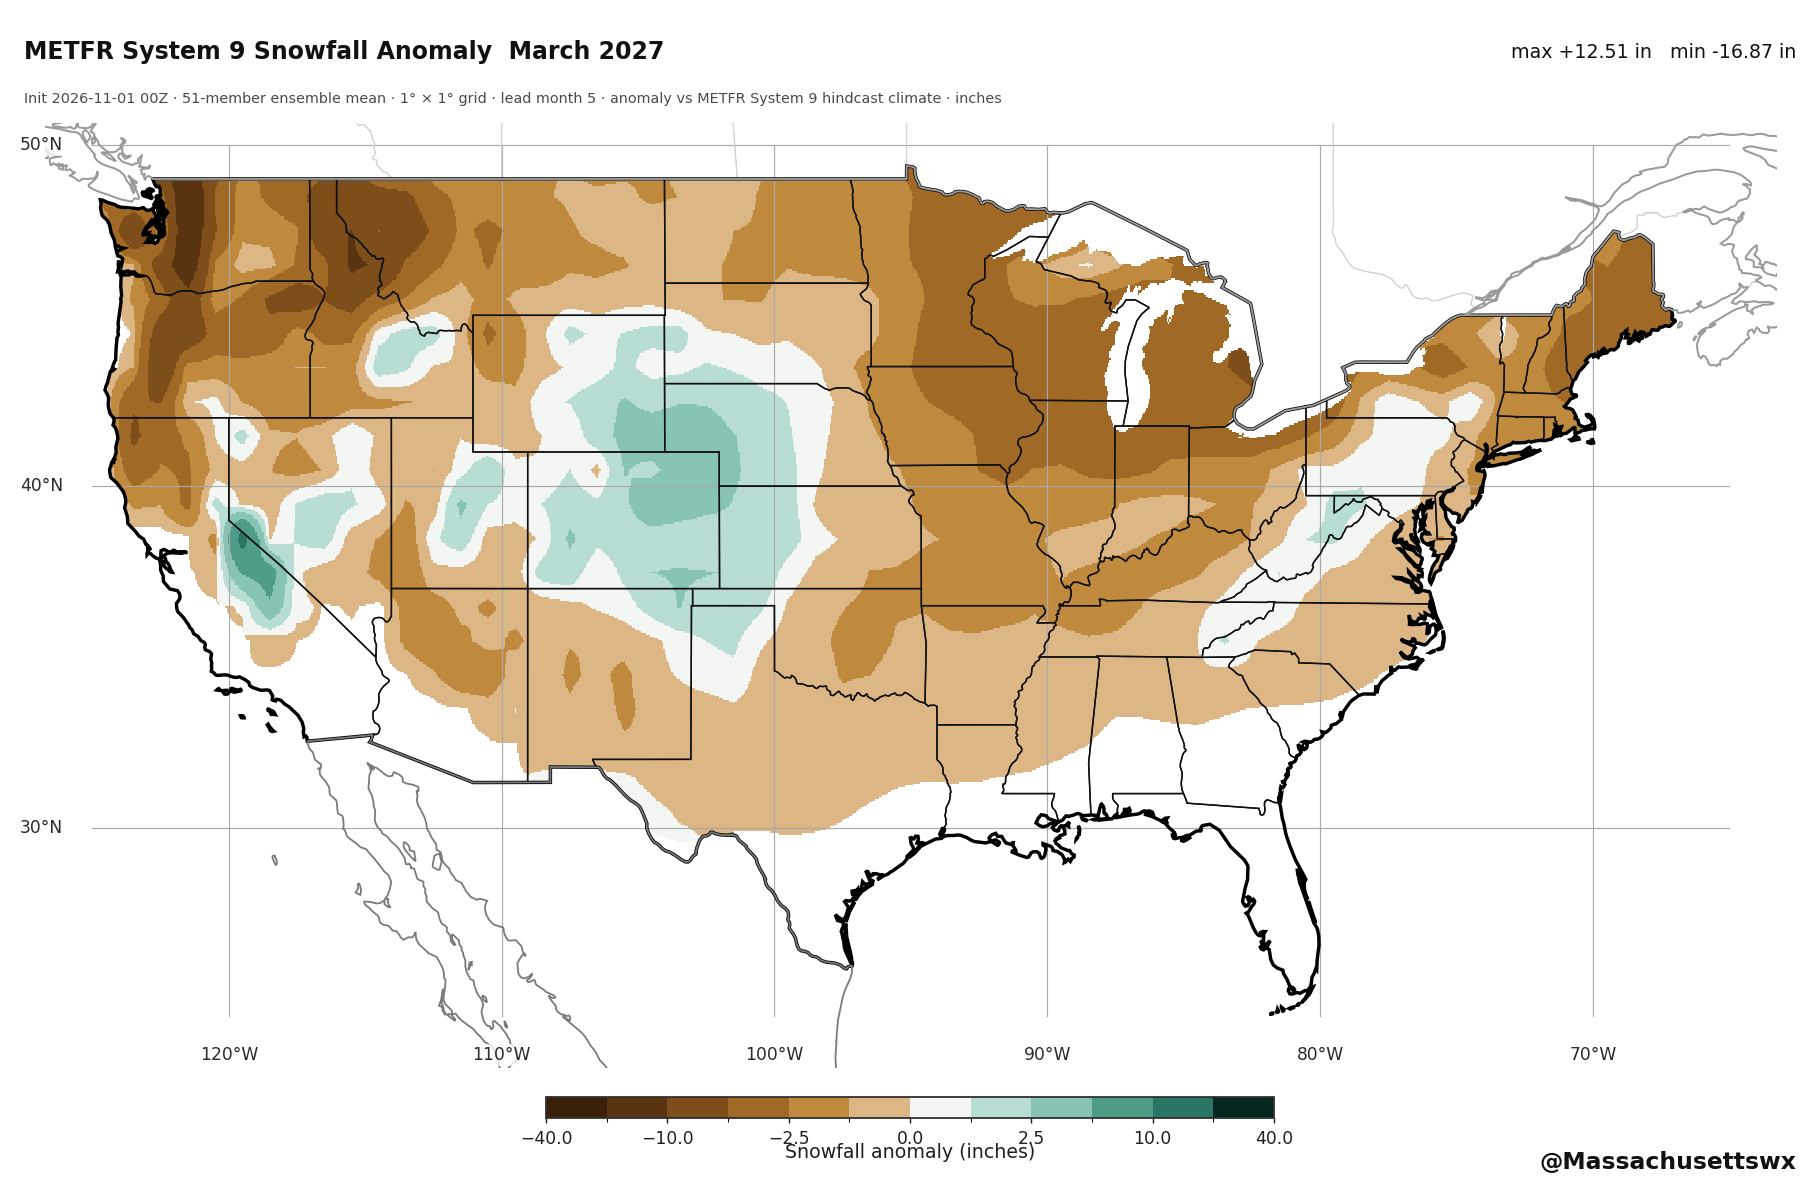 METFR System 9 Snowfall Anomaly  March 2027
max +12.51 in   min -16.87 in
Init 2026-11-01 00Z · 51-member ensemble mean · 1° × 1° grid · lead month 5 · anomaly vs METFR System 9 hindcast climate · inches
50°N
40°N
30°N
120°W 110°W 100°W 90°W 80°W 70°W
−40.0 −10.0 −2.5 0.0 2.5 10.0 40.0
Snowfall anomaly (inches)
@Massachusettswx